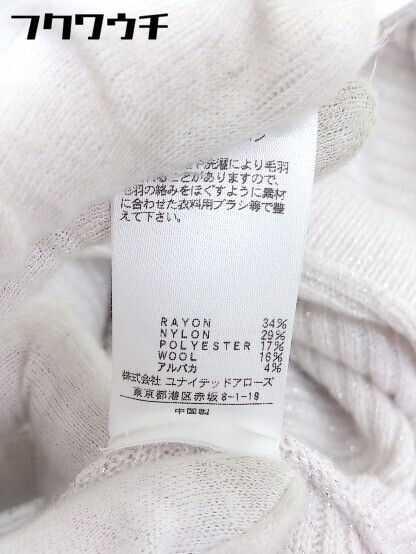 フクワウチ
や洗濯により毛羽
ることがありますので、
毛羽の絡みをほぐすように素材
に合わせた衣料用ブラシ等で整
えて下さい。
RAYON 34%
NYLON 29%
POLYESTER 17%
WOOL 16%
アルパカ 4%
株式会社 ユナイテッドアローズ
東京都港区赤坂8-1-19
中国製